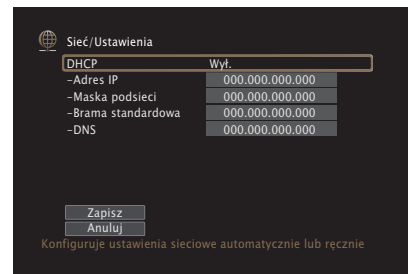 Sieć/Ustawienia
DHCP Wył.
–Adres IP 000.000.000.000
–Maska podsieci 000.000.000.000
–Brama standardowa 000.000.000.000
–DNS 000.000.000.000
Zapisz
Anuluj
Konfiguruje ustawienia sieciowe automatycznie lub ręcznie